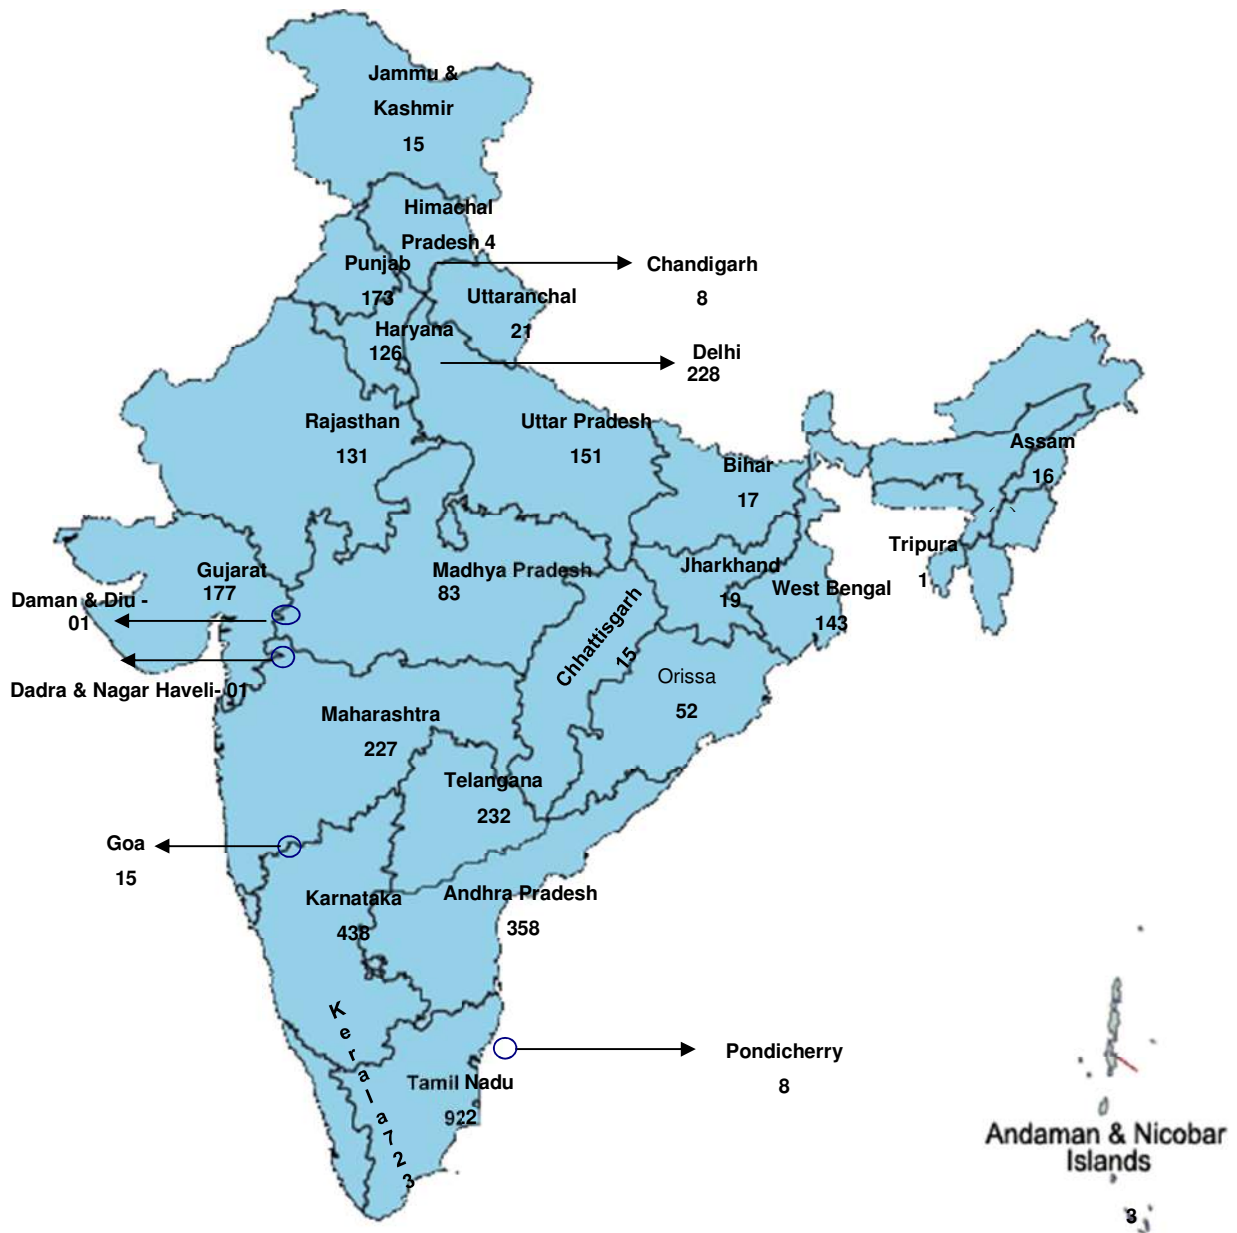 Jammu &
Kashmir
15
Himachal
Pradesh 4
Punjab
173
Chandigarh
8
Uttaranchal
21
Haryana
126
Delhi
228
Rajasthan
131
Uttar Pradesh
151
Bihar
17
Assam
16
Tripura
1
Gujarat
177
Madhya Pradesh
83
Jharkhand
19
West Bengal
143
Daman & Diu -
01
Chhattisgarh
15
Dadra & Nagar Haveli- 01
Orissa
52
Maharashtra
227
Telangana
232
Goa
15
Karnataka
438
Andhra Pradesh
358
Kerala 723
Tamil Nadu
922
Pondicherry
8
Andaman & Nicobar
Islands
3